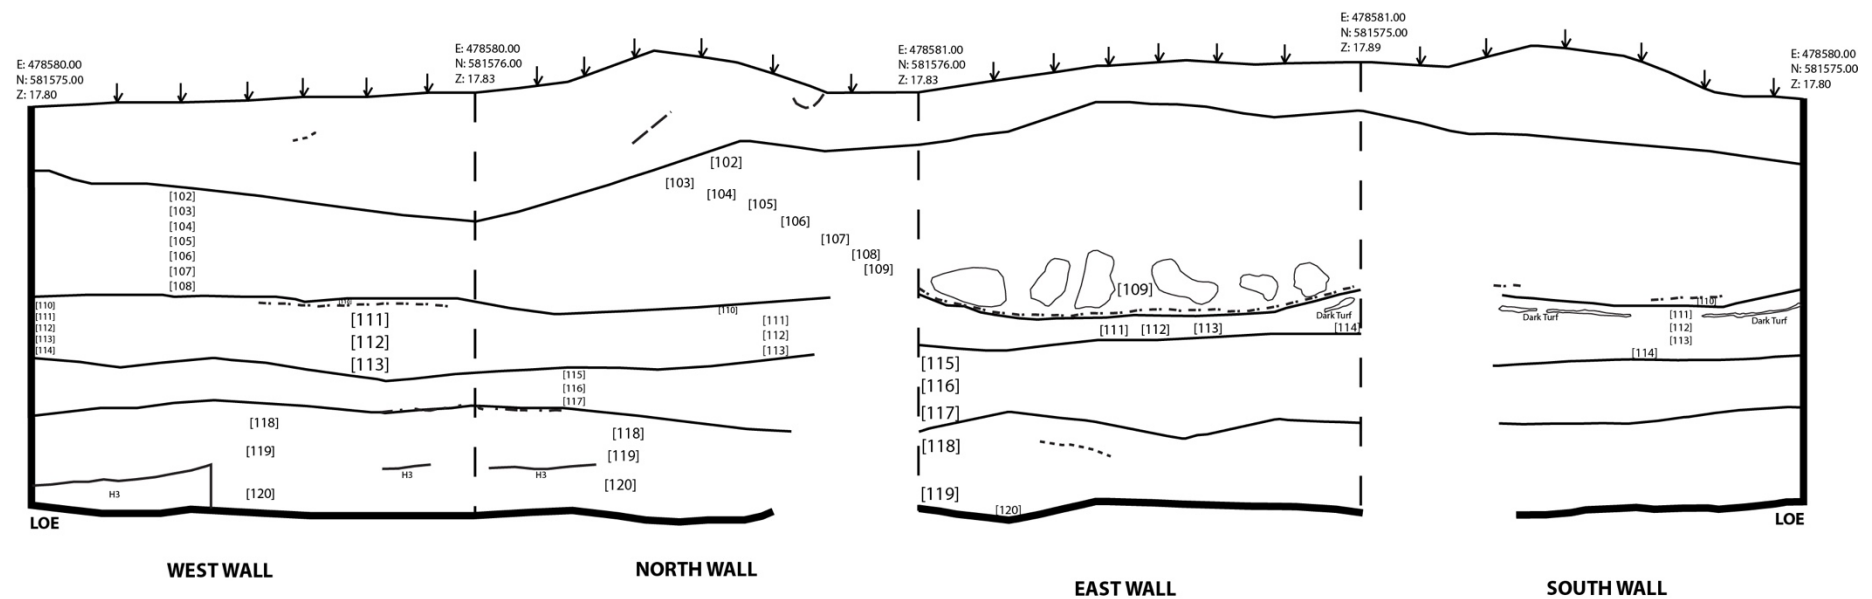 E: 478580.00
N: 581575.00
Z: 17.80
E: 478580.00
N: 581576.00
Z: 17.83
E: 478581.00
N: 581576.00
Z: 17.83
E: 478581.00
N: 581575.00
Z: 17.89
E: 478580.00
N: 581575.00
Z: 17.80
[102]
[103]
[104]
[105]
[106]
[107]
[108]
[110]
[111]
[112]
[113]
[114]
[111]
[112]
[113]
[118]
[119]
[120]
H3
H3
LOE
WEST WALL
[102]
[103]
[104]
[105]
[106]
[107]
[108]
[109]
[110]
[111]
[112]
[113]
[115]
[116]
[117]
[118]
[119]
[120]
H3
NORTH WALL
[109]
Dark Turf
[111] [112] [113] [114]
[115]
[116]
[117]
[118]
[119]
[120]
EAST WALL
[110]
Dark Turf
Dark Turf
[111]
[112]
[113]
[114]
LOE
SOUTH WALL